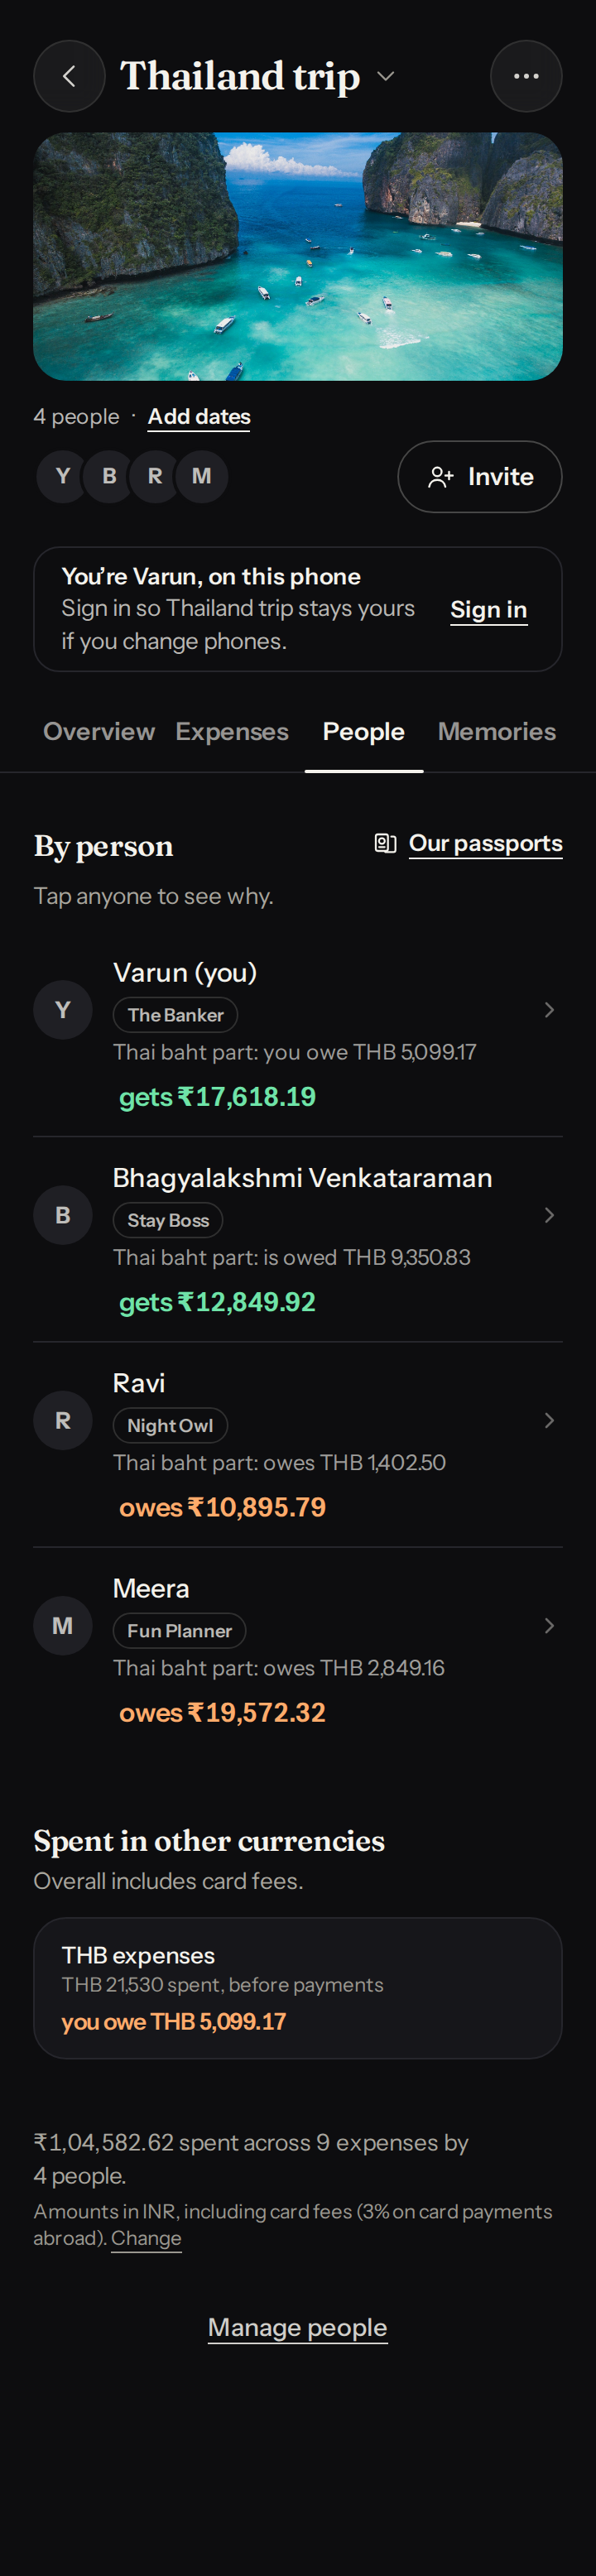 Thailand trip
4 people · Add dates
Y B R M
Invite
You’re Varun, on this phone
Sign in so Thailand trip stays yours
if you change phones.
Sign in
Overview Expenses People Memories
By person
Our passports
Tap anyone to see why.
Y
Varun (you)
The Banker
Thai baht part: you owe THB 5,099.17
gets ₹17,618.19
B
Bhagyalakshmi Venkataraman
Stay Boss
Thai baht part: is owed THB 9,350.83
gets ₹12,849.92
R
Ravi
Night Owl
Thai baht part: owes THB 1,402.50
owes ₹10,895.79
M
Meera
Fun Planner
Thai baht part: owes THB 2,849.16
owes ₹19,572.32
Spent in other currencies
Overall includes card fees.
THB expenses
THB 21,530 spent, before payments
you owe THB 5,099.17
₹1,04,582.62 spent across 9 expenses by
4 people.
Amounts in INR, including card fees (3% on card payments
abroad). Change
Manage people